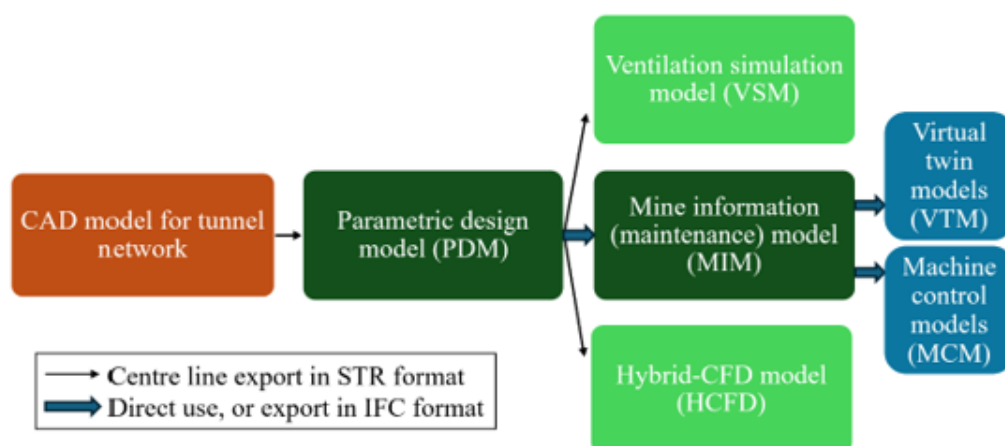 Ventilation simulation
model (VSM)
Virtual
twin models
(VTM)
CAD model for tunnel
network
Parametric design
model (PDM)
Mine information
(maintenance) model
(MIM)
Machine
control
models
(MCM)
Hybrid-CFD model
(HCFD)
Centre line export in STR format
Direct use, or export in IFC format